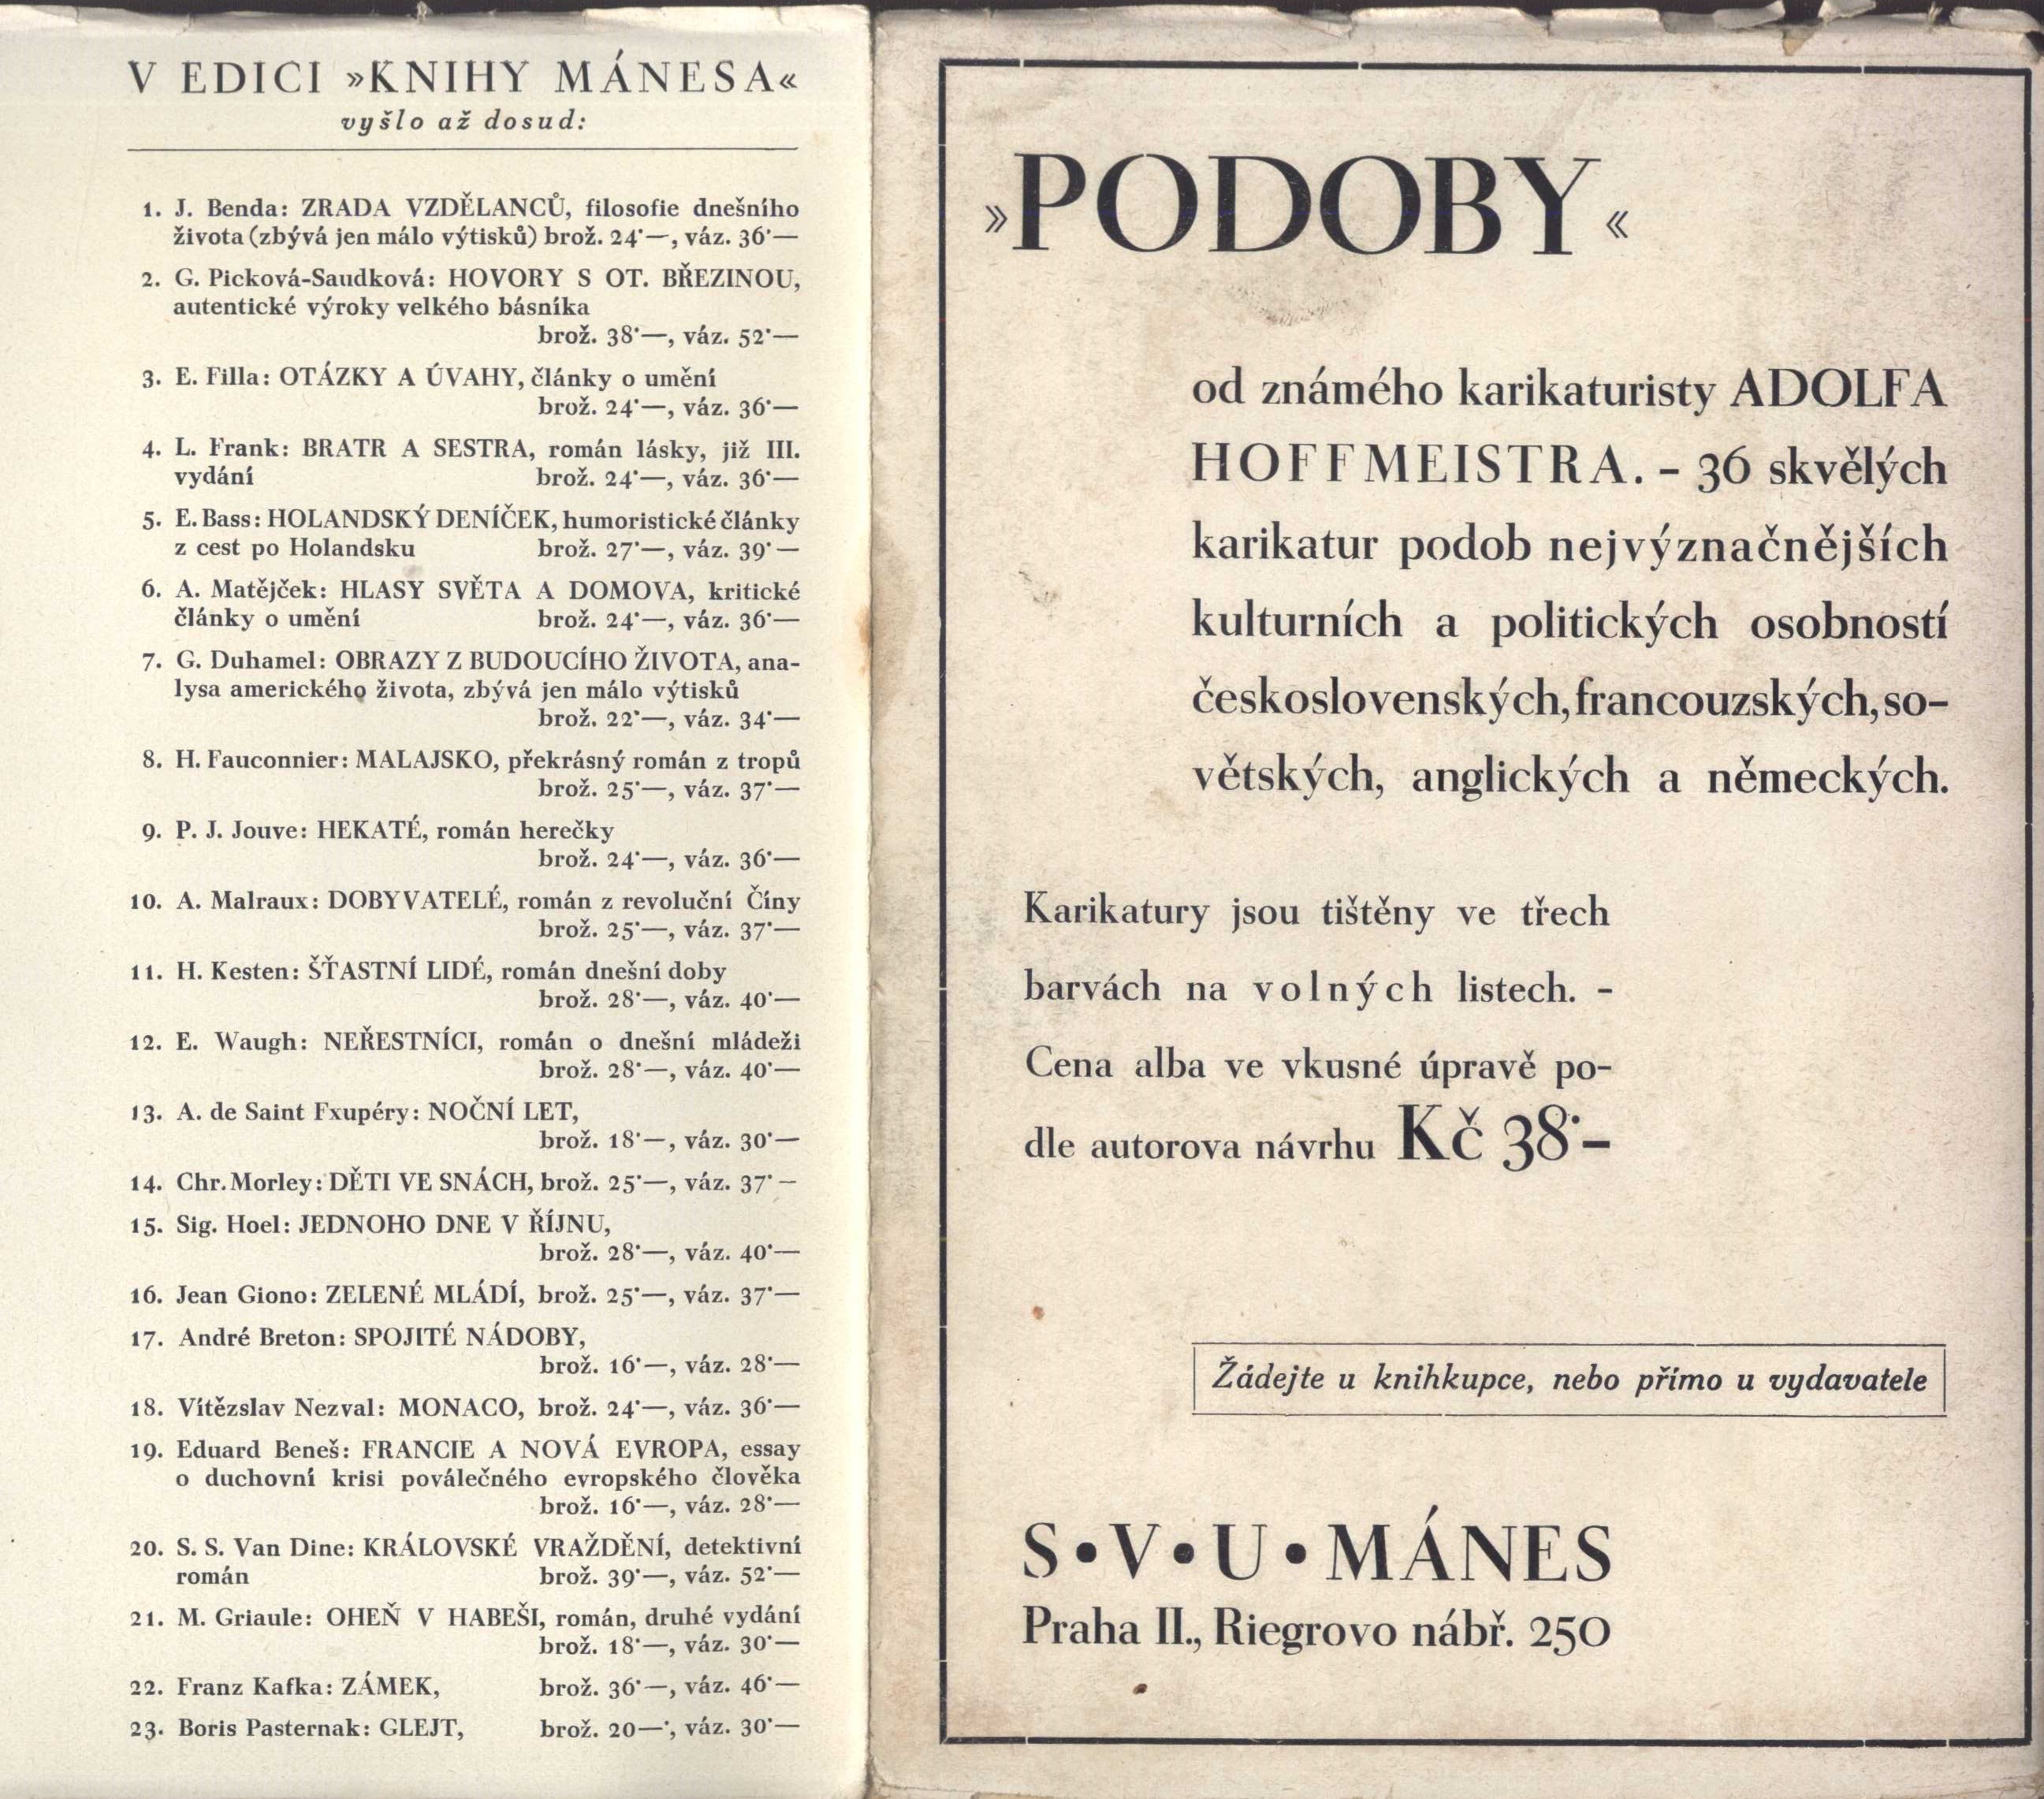 V EDICI »KNIHY MÁNESA«
vyšlo až dosud:
1. J. Benda: ZRADA VZDĚLANCŮ, filosofie dnešního
života (zbývá jen málo výtisků) brož. 24·—, váz. 36·—
2. G. Picková-Saudková: HOVORY S OT. BŘEZINOU,
autentické výroky velkého básníka
brož. 38·—, váz. 52·—
3. E. Filla: OTÁZKY A ÚVAHY, články o umění
brož. 24·—, váz. 36·—
4. L. Frank: BRATR A SESTRA, román lásky, již III.
vydání brož. 24·—, váz. 36·—
5. E. Bass: HOLANDSKÝ DENÍČEK, humoristické články
z cest po Holandsku brož. 27·—, váz. 39·—
6. A. Matějček: HLASY SVĚTA A DOMOVA, kritické
články o umění brož. 24·—, váz. 36·—
7. G. Duhamel: OBRAZY Z BUDOUCÍHO ŽIVOTA, ana-
lysa amerického života, zbývá jen málo výtisků
brož. 22·—, váz. 34·—
8. H. Fauconnier: MALAJSKO, překrásný román z tropů
brož. 25·—, váz. 37·—
9. P. J. Jouve: HEKATÉ, román herečky
brož. 24·—, váz. 36·—
10. A. Malraux: DOBYVATELÉ, román z revoluční Číny
brož. 25·—, váz. 37·—
11. H. Kesten: ŠŤASTNÍ LIDÉ, román dnešní doby
brož. 28·—, váz. 40·—
12. E. Waugh: NEŘESTNÍCI, román o dnešní mládeži
brož. 28·—, váz. 40·—
13. A. de Saint Fxupéry: NOČNÍ LET,
brož. 18·—, váz. 30·—
14. Chr. Morley: DĚTI VE SNÁCH, brož. 25·—, váz. 37·—
15. Sig. Hoel: JEDNOHO DNE V ŘÍJNU,
brož. 28·—, váz. 40·—
16. Jean Giono: ZELENÉ MLÁDÍ, brož. 25·—, váz. 37·—
17. André Breton: SPOJITÉ NÁDOBY,
brož. 16·—, váz. 28·—
18. Vítězslav Nezval: MONACO, brož. 24·—, váz. 36·—
19. Eduard Beneš: FRANCIE A NOVÁ EVROPA, essay
o duchovní krisi poválečného evropského člověka
brož. 16·—, váz. 28·—
20. S. S. Van Dine: KRÁLOVSKÉ VRAŽDĚNÍ, detektivní
román brož. 39·—, váz. 52·—
21. M. Griaule: OHEŇ V HABEŠI, román, druhé vydání
brož. 18·—, váz. 30·—
22. Franz Kafka: ZÁMEK, brož. 36·—, váz. 46·—
23. Boris Pasternak: GLEJT, brož. 20—·, váz. 30·—
»PODOBY«
od známého karikaturisty ADOLFA
HOFFMEISTRA. – 36 skvělých
karikatur podob nejvýznačnějších
kulturních a politických osobností
československých, francouzských, so-
větských, anglických a německých.
Karikatury jsou tištěny ve třech
barvách na volných listech. –
Cena alba ve vkusné úpravě po-
dle autorova návrhu Kč 38·–
Žádejte u knihkupce, nebo přímo u vydavatele
S•V•U•MÁNES
Praha II., Riegrovo nábř. 250